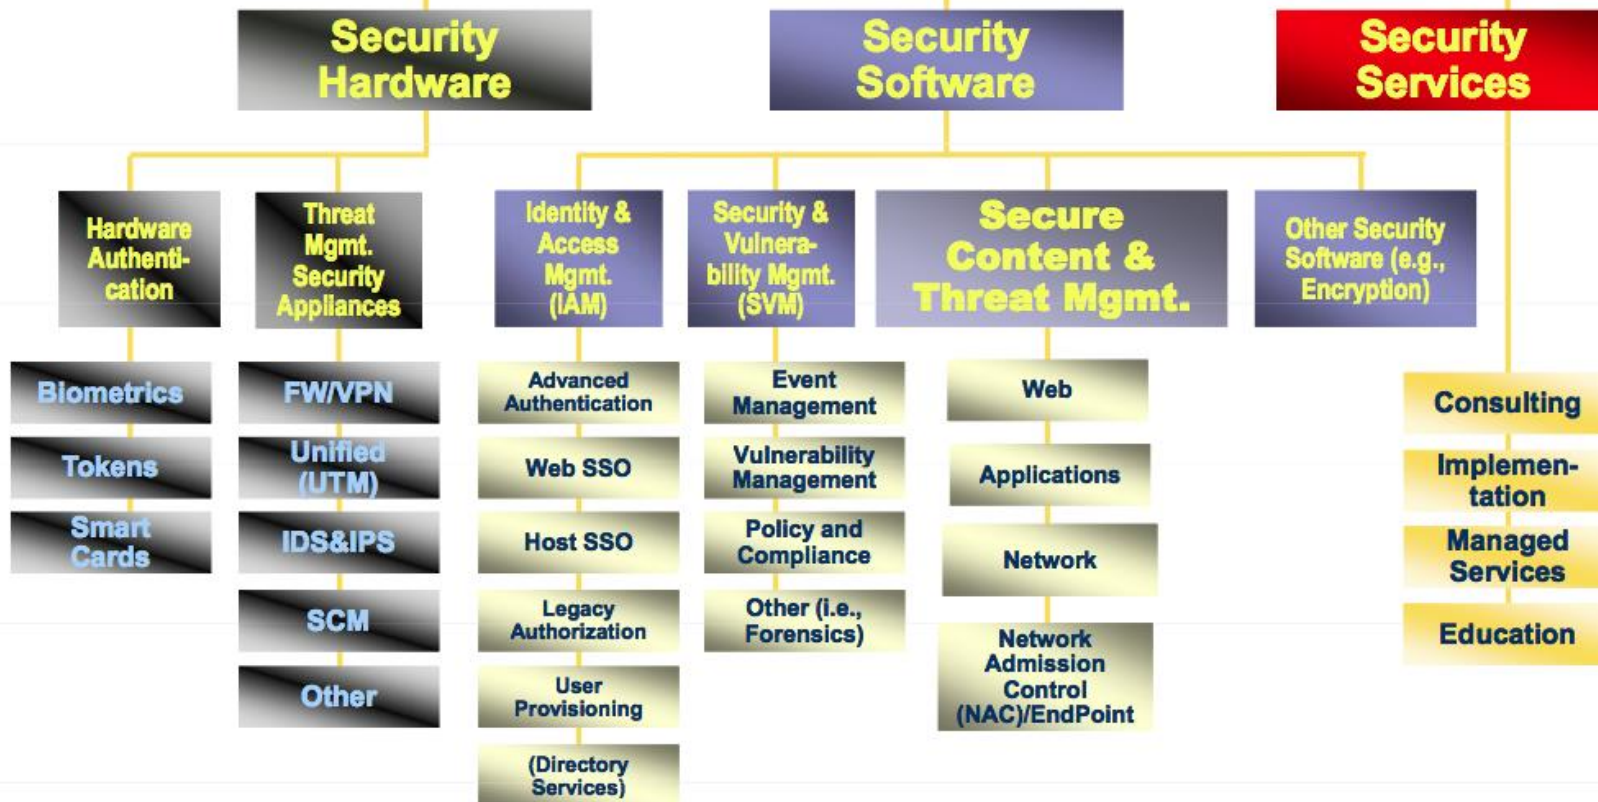 Security
Hardware
Security
Software
Security
Services
Hardware
Authenti-
cation
Threat
Mgmt.
Security
Appliances
Identity &
Access
Mgmt.
(IAM)
Security &
Vulnera-
bility Mgmt.
(SVM)
Secure
Content &
Threat Mgmt.
Other Security
Software (e.g.,
Encryption)
Biometrics
Tokens
Smart
Cards
FW/VPN
Unified
(UTM)
IDS&IPS
SCM
Other
Advanced
Authentication
Web SSO
Host SSO
Legacy
Authorization
User
Provisioning
(Directory
Services)
Event
Management
Vulnerability
Management
Policy and
Compliance
Other (i.e.,
Forensics)
Web
Applications
Network
Network
Admission
Control
(NAC)/EndPoint
Consulting
Implemen-
tation
Managed
Services
Education